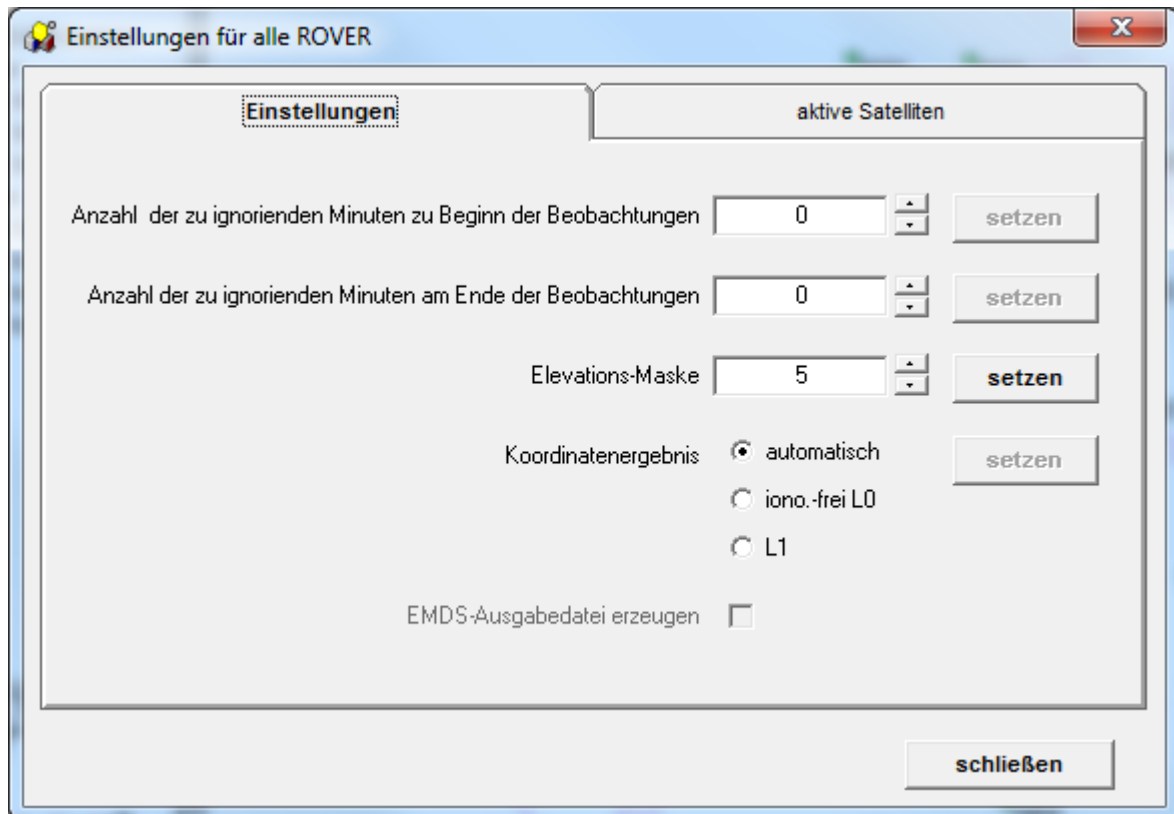 Einstellungen für alle ROVER
Einstellungen
aktive Satelliten
Anzahl der zu ignorienden Minuten zu Beginn der Beobachtungen 0 setzen
Anzahl der zu ignorienden Minuten am Ende der Beobachtungen 0 setzen
Elevations-Maske 5 setzen
Koordinatenergebnis automatisch setzen
iono.-frei L0
L1
EMDS-Ausgabedatei erzeugen
schließen